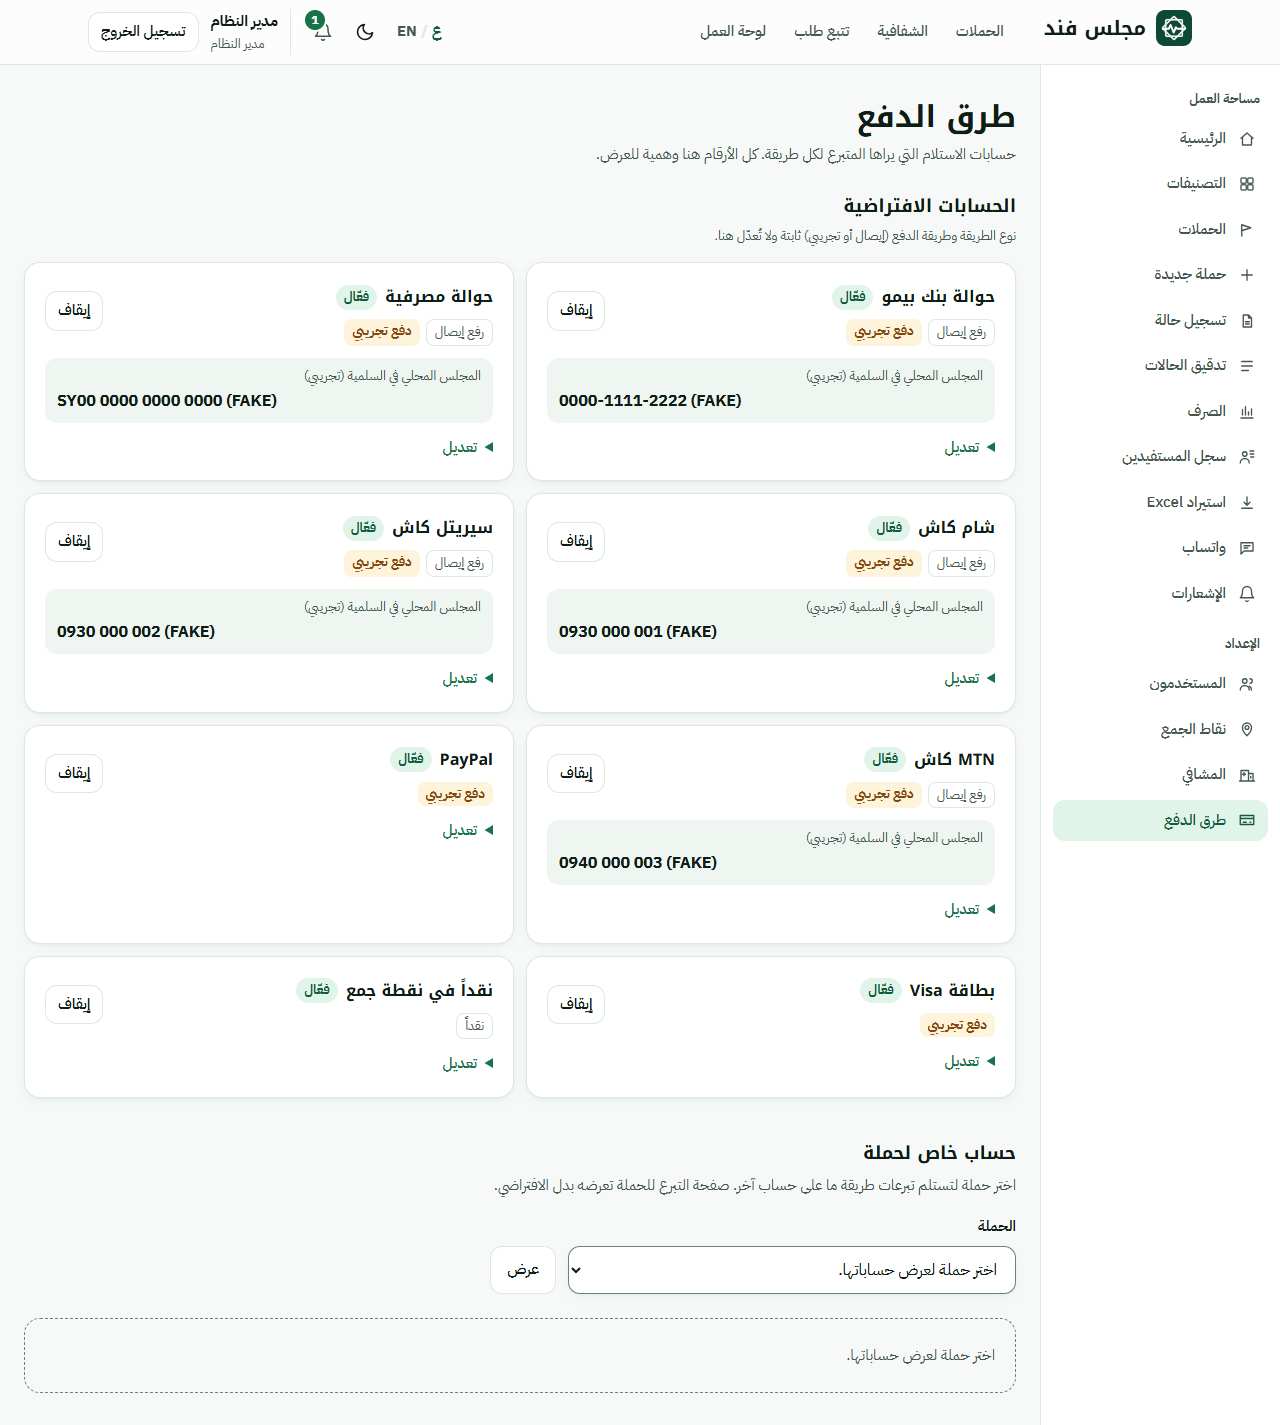 مجلس فند
الحملات
الشفافية
تتبع طلب
لوحة العمل
ع / EN
1
مدير النظام
مدير النظام
تسجيل الخروج
مساحة العمل
الرئيسية
التصنيفات
الحملات
حملة جديدة
تسجيل حالة
تدقيق الحالات
الصرف
سجل المستفيدين
استيراد Excel
واتساب
الإشعارات
الإعداد
المستخدمون
نقاط الجمع
المشافي
طرق الدفع
طرق الدفع
حسابات الاستلام التي يراها المتبرع لكل طريقة. كل الأرقام هنا وهمية للعرض.
الحسابات الافتراضية
نوع الطريقة وطريقة الدفع (إيصال أو تجريبي) ثابتة ولا تُعدّل هنا.
حوالة بنك بيمو فعّال
إيقاف
رفع إيصال دفع تجريبي
المجلس المحلي في السلمية (تجريبي)
0000-1111-2222 (FAKE)
تعديل
حوالة مصرفية فعّال
إيقاف
رفع إيصال دفع تجريبي
المجلس المحلي في السلمية (تجريبي)
SY00 0000 0000 0000 (FAKE)
تعديل
شام كاش فعّال
إيقاف
رفع إيصال دفع تجريبي
المجلس المحلي في السلمية (تجريبي)
0930 000 001 (FAKE)
تعديل
سيريتل كاش فعّال
إيقاف
رفع إيصال دفع تجريبي
المجلس المحلي في السلمية (تجريبي)
0930 000 002 (FAKE)
تعديل
MTN كاش فعّال
إيقاف
رفع إيصال دفع تجريبي
المجلس المحلي في السلمية (تجريبي)
0940 000 003 (FAKE)
تعديل
PayPal فعّال
إيقاف
دفع تجريبي
تعديل
بطاقة Visa فعّال
إيقاف
دفع تجريبي
تعديل
نقداً في نقطة جمع فعّال
إيقاف
نقداً
تعديل
حساب خاص لحملة
اختر حملة لتستلم تبرعات طريقة ما على حساب آخر. صفحة التبرع للحملة تعرضه بدل الافتراضي.
الحملة
اختر حملة لعرض حساباتها.
عرض
اختر حملة لعرض حساباتها.